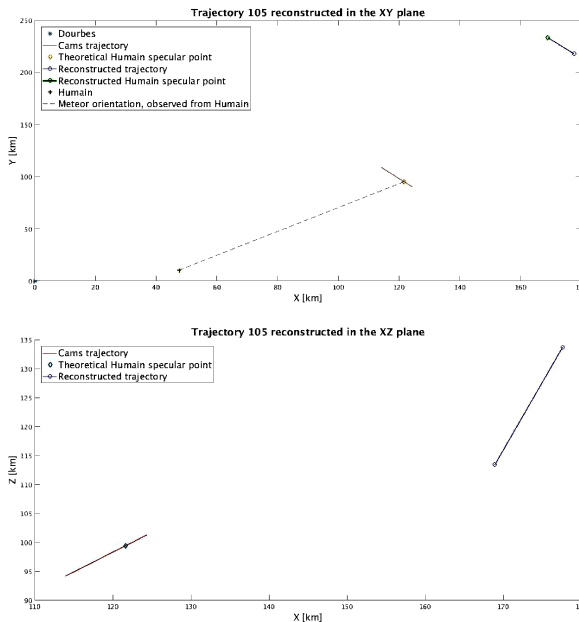 Trajectory 105 reconstructed in the XY plane
250
200
150
100
50
0
Y [km]
Dourbes
Cams trajectory
Theoretical Humain specular point
Reconstructed trajectory
Reconstructed Humain specular point
Humain
Meteor orientation, observed from Humain
0 20 40 60 80 100 120 140 160
X [km]
Trajectory 105 reconstructed in the XZ plane
135
130
125
120
115
110
105
100
95
90
Z [km]
Cams trajectory
Theoretical Humain specular point
Reconstructed trajectory
110 120 130 140 150 160 170
X [km]